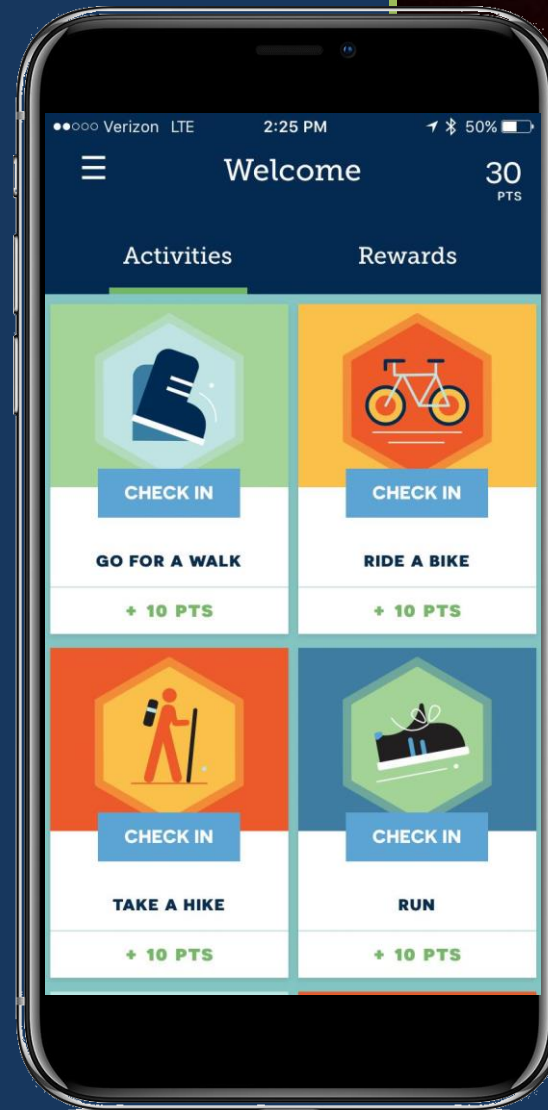 Verizon LTE 2:25 PM 50%
Welcome 30
PTS
Activities Rewards
CHECK IN CHECK IN
GO FOR A WALK RIDE A BIKE
+ 10 PTS + 10 PTS
CHECK IN CHECK IN
TAKE A HIKE RUN
+ 10 PTS + 10 PTS